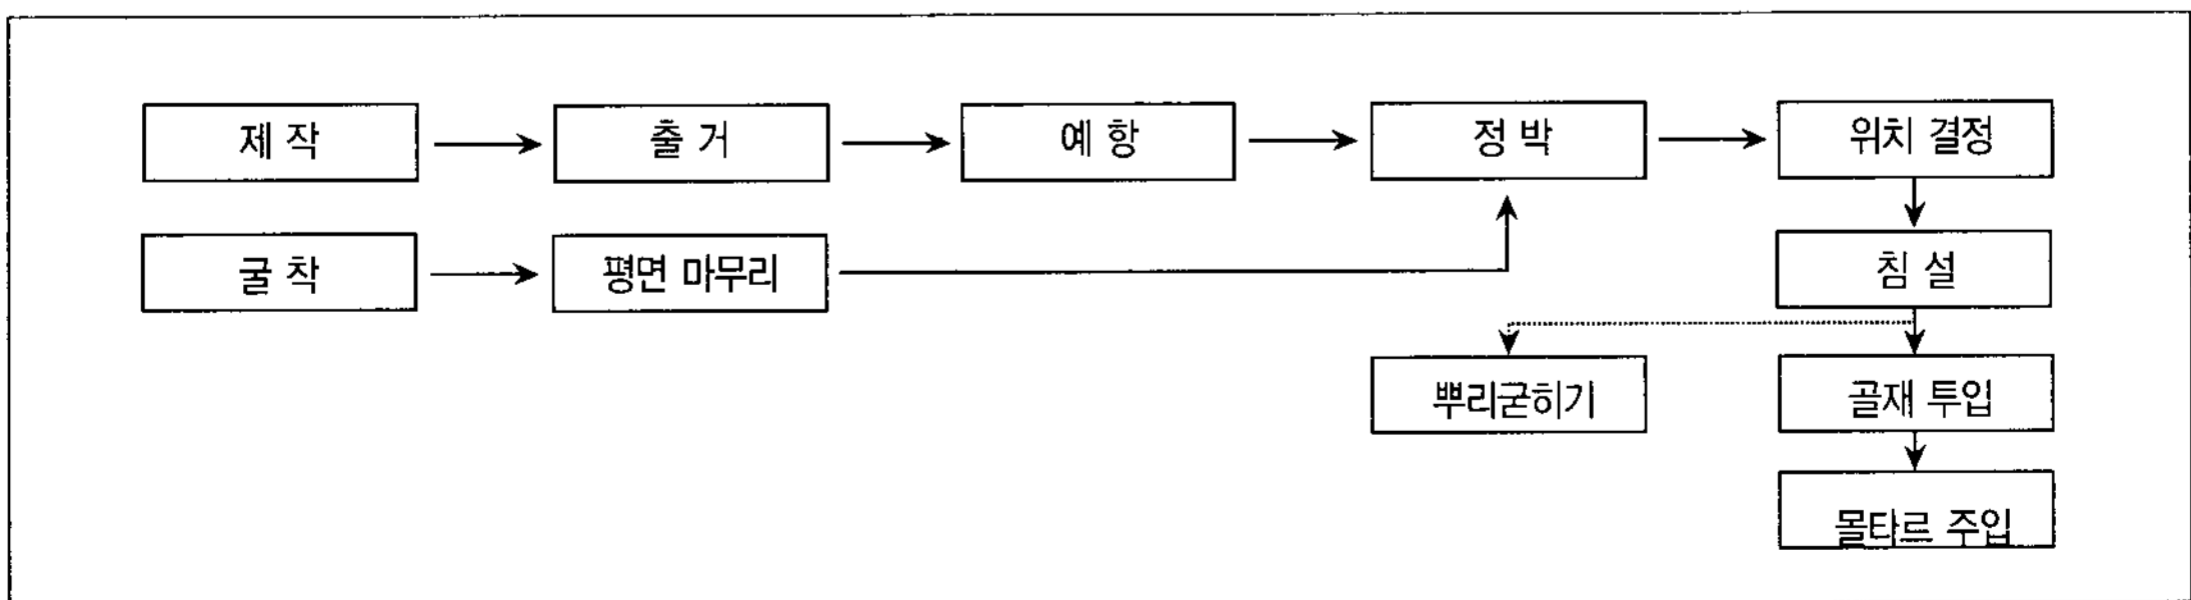 제 작
출 거
예 항
정 박
위치 결정
굴 착
평면 마무리
침 설
뿌리굳히기
골재 투입
몰타르 주입